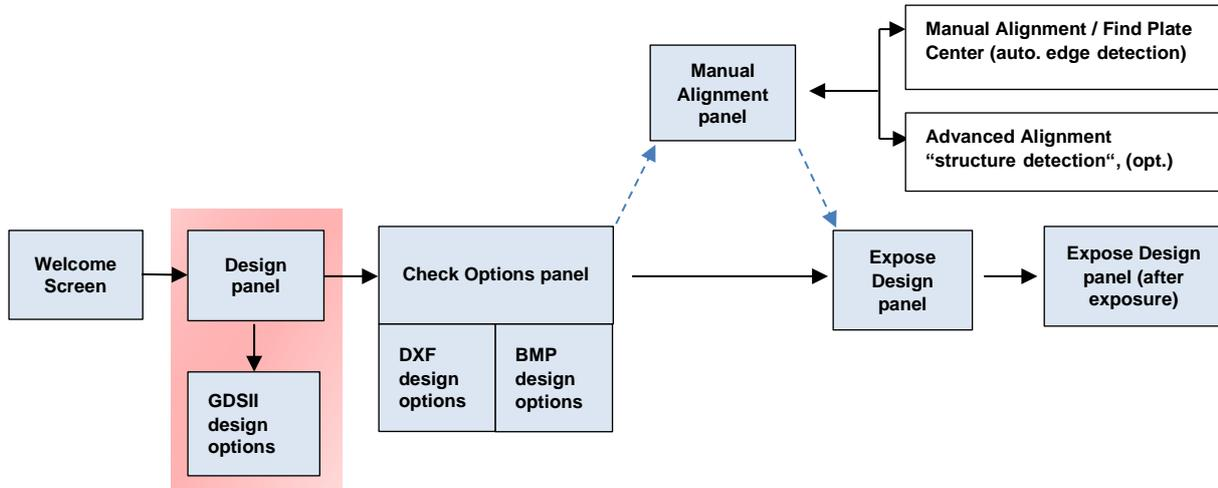 Manual Alignment / Find Plate
Center (auto. edge detection)
Manual
Alignment
panel
Advanced Alignment
“structure detection“, (opt.)
Welcome
Screen
Design
panel
Check Options panel
Expose
Design
panel
Expose Design
panel (after
exposure)
GDSII
design
options
DXF
design
options
BMP
design
options